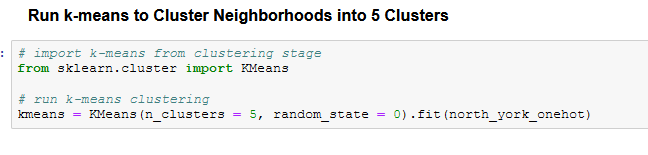 Run k-means to Cluster Neighborhoods into 5 Clusters
: # import k-means from clustering stage
from sklearn.cluster import KMeans
# run k-means clustering
kmeans = KMeans(n_clusters = 5, random_state = 0).fit(north_york_onehot)